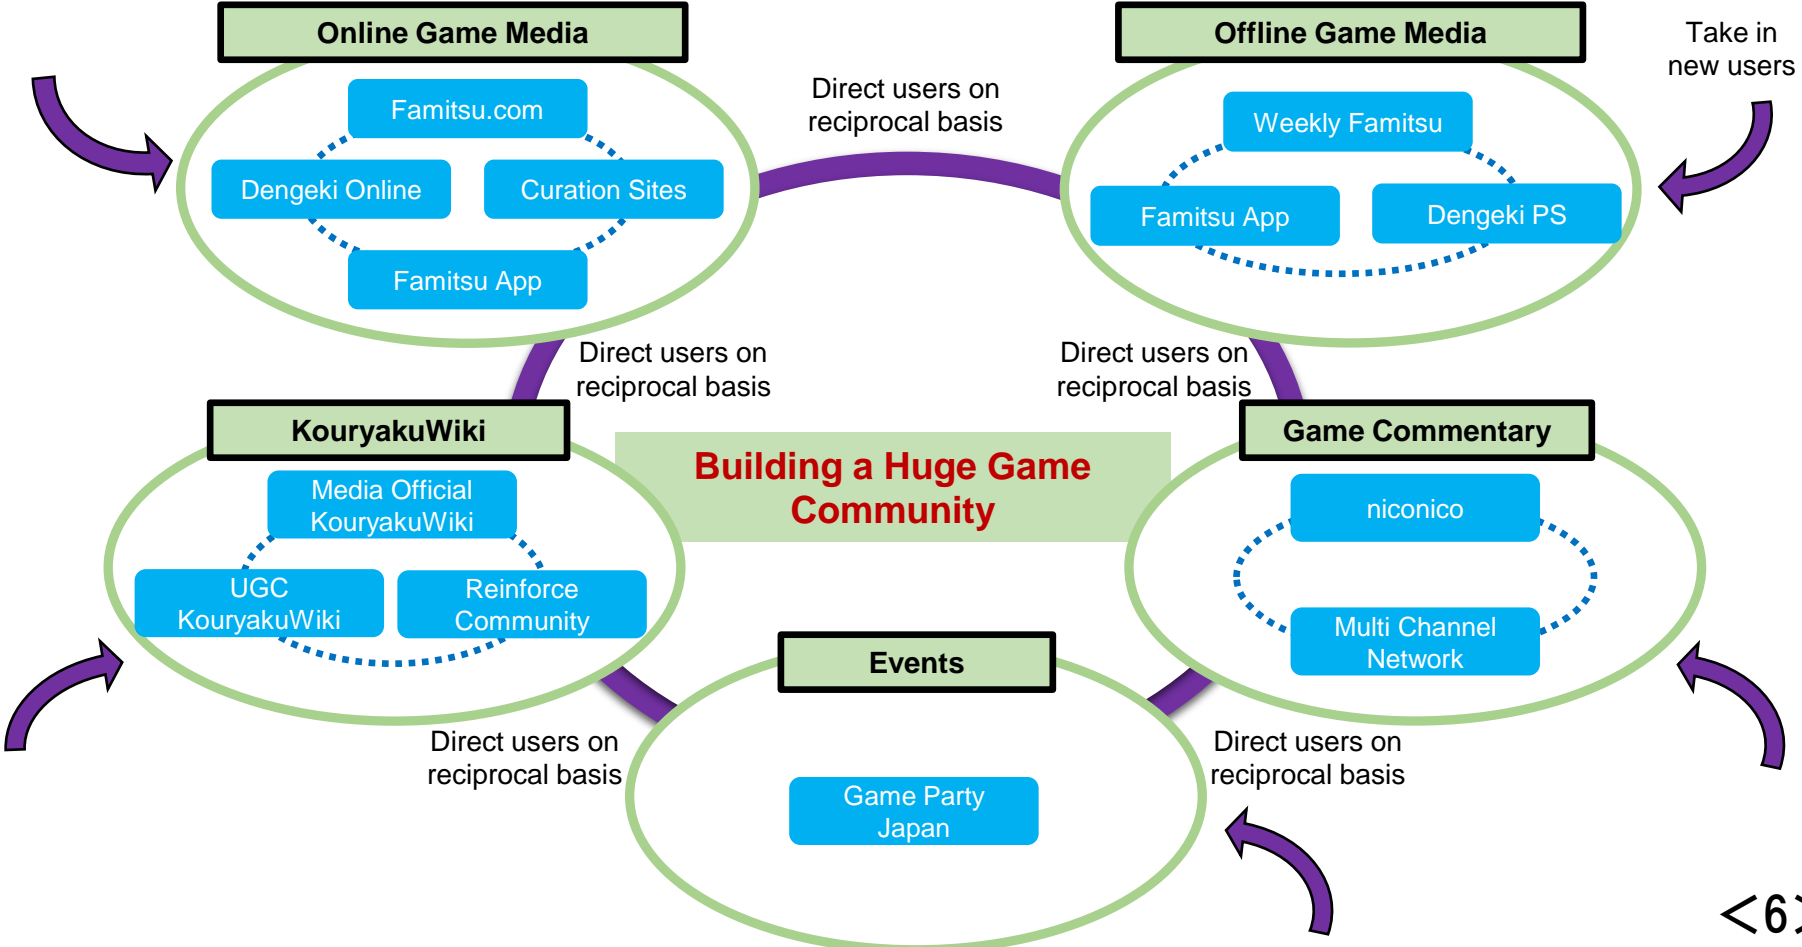 Online Game Media
Offline Game Media
Take in
new users
Direct users on
reciprocal basis
Famitsu.com
Dengeki Online
Curation Sites
Famitsu App
Weekly Famitsu
Famitsu App
Dengeki PS
Direct users on
reciprocal basis
Direct users on
reciprocal basis
KouryakuWiki
Game Commentary
Building a Huge Game
Community
Media Official
KouryakuWiki
UGC
KouryakuWiki
Reinforce
Community
niconico
Multi Channel
Network
Events
Direct users on
reciprocal basis
Direct users on
reciprocal basis
Game Party
Japan
<6>